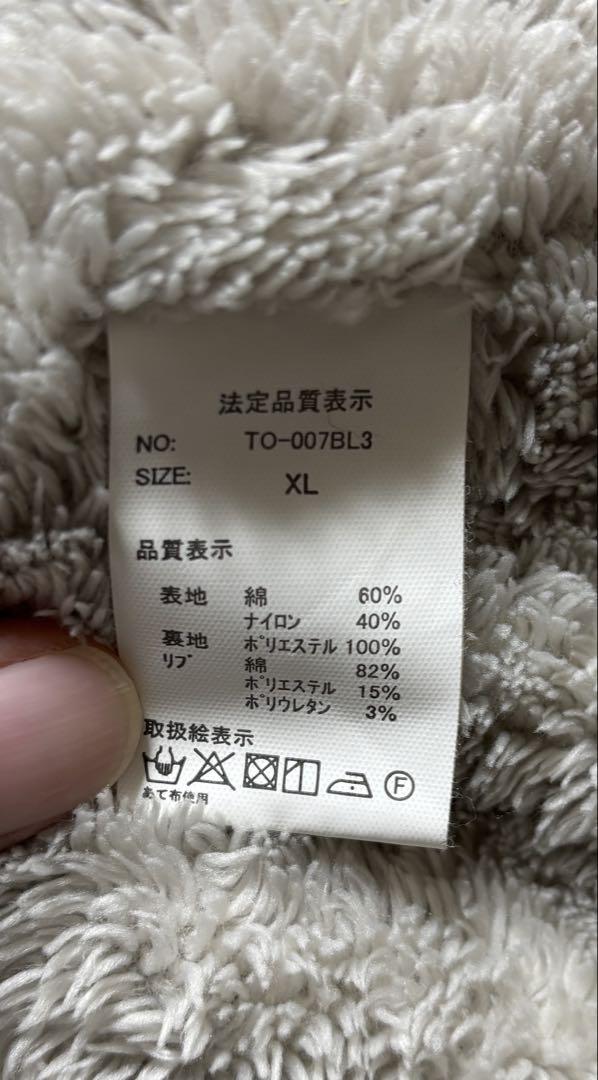 法定品質表示
NO: TO-007BL3
SIZE: XL
品質表示
表地 綿 60%
ナイロン 40%
裏地 ポリエステル 100%
リブ 綿 82%
ポリエステル 15%
ポリウレタン 3%
取扱絵表示
F
あて布使用